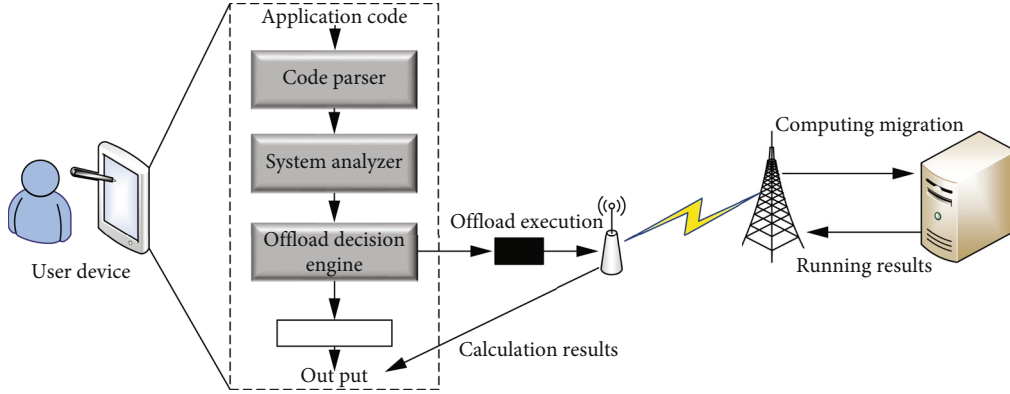 Application code
Code parser
System analyzer
Offload decision
engine
Out put
User device
Offload execution
Calculation results
Computing migration
Running results